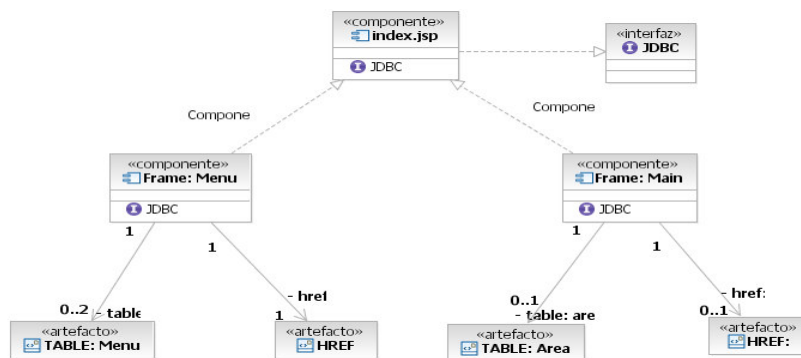 «componente»
index.jsp
JDBC
«interfaz»
JDBC
Compone
Compone
«componente»
Frame: Menu
JDBC
«componente»
Frame: Main
JDBC
1
1
1
1
0..2
- table
1
- href
0..1
- table: are
0..1
- href:
«artefacto»
TABLE: Menu
«artefacto»
HREF
«artefacto»
TABLE: Area
«artefacto»
HREF: